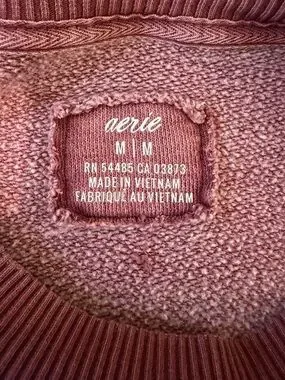 aerie
M | M
RN 54485 CA 03873
MADE IN VIETNAM
FABRIQUÉ AU VIETNAM